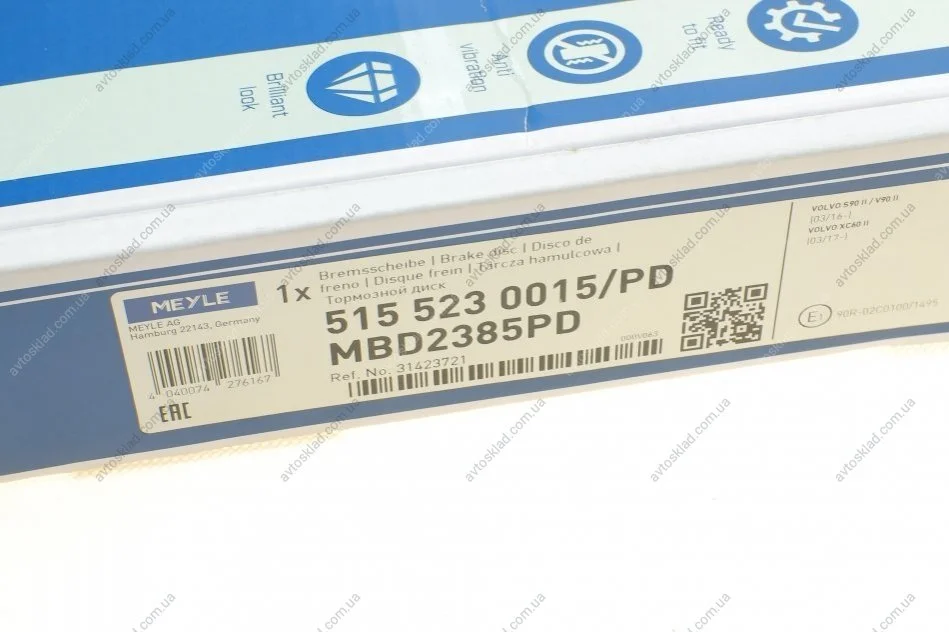 Brilliant
look
Anti
vibration
Ready
to fit
MEYLE
MEYLE AG
Hamburg 22143, Germany
4 040074 276167
EAC
1x
Bremsscheibe | Brake disc | Disco de
freno | Disque frein | Tarcza hamulcowa |
Тормозной диск
515 523 0015/PD
MBD2385PD
Ref. No. 31423721
VOLVO S90 II / V90 II
(03/16-)
VOLVO XC60 II
(03/17-)
E1
90R-02C0100/1495
avtosklad.com.ua